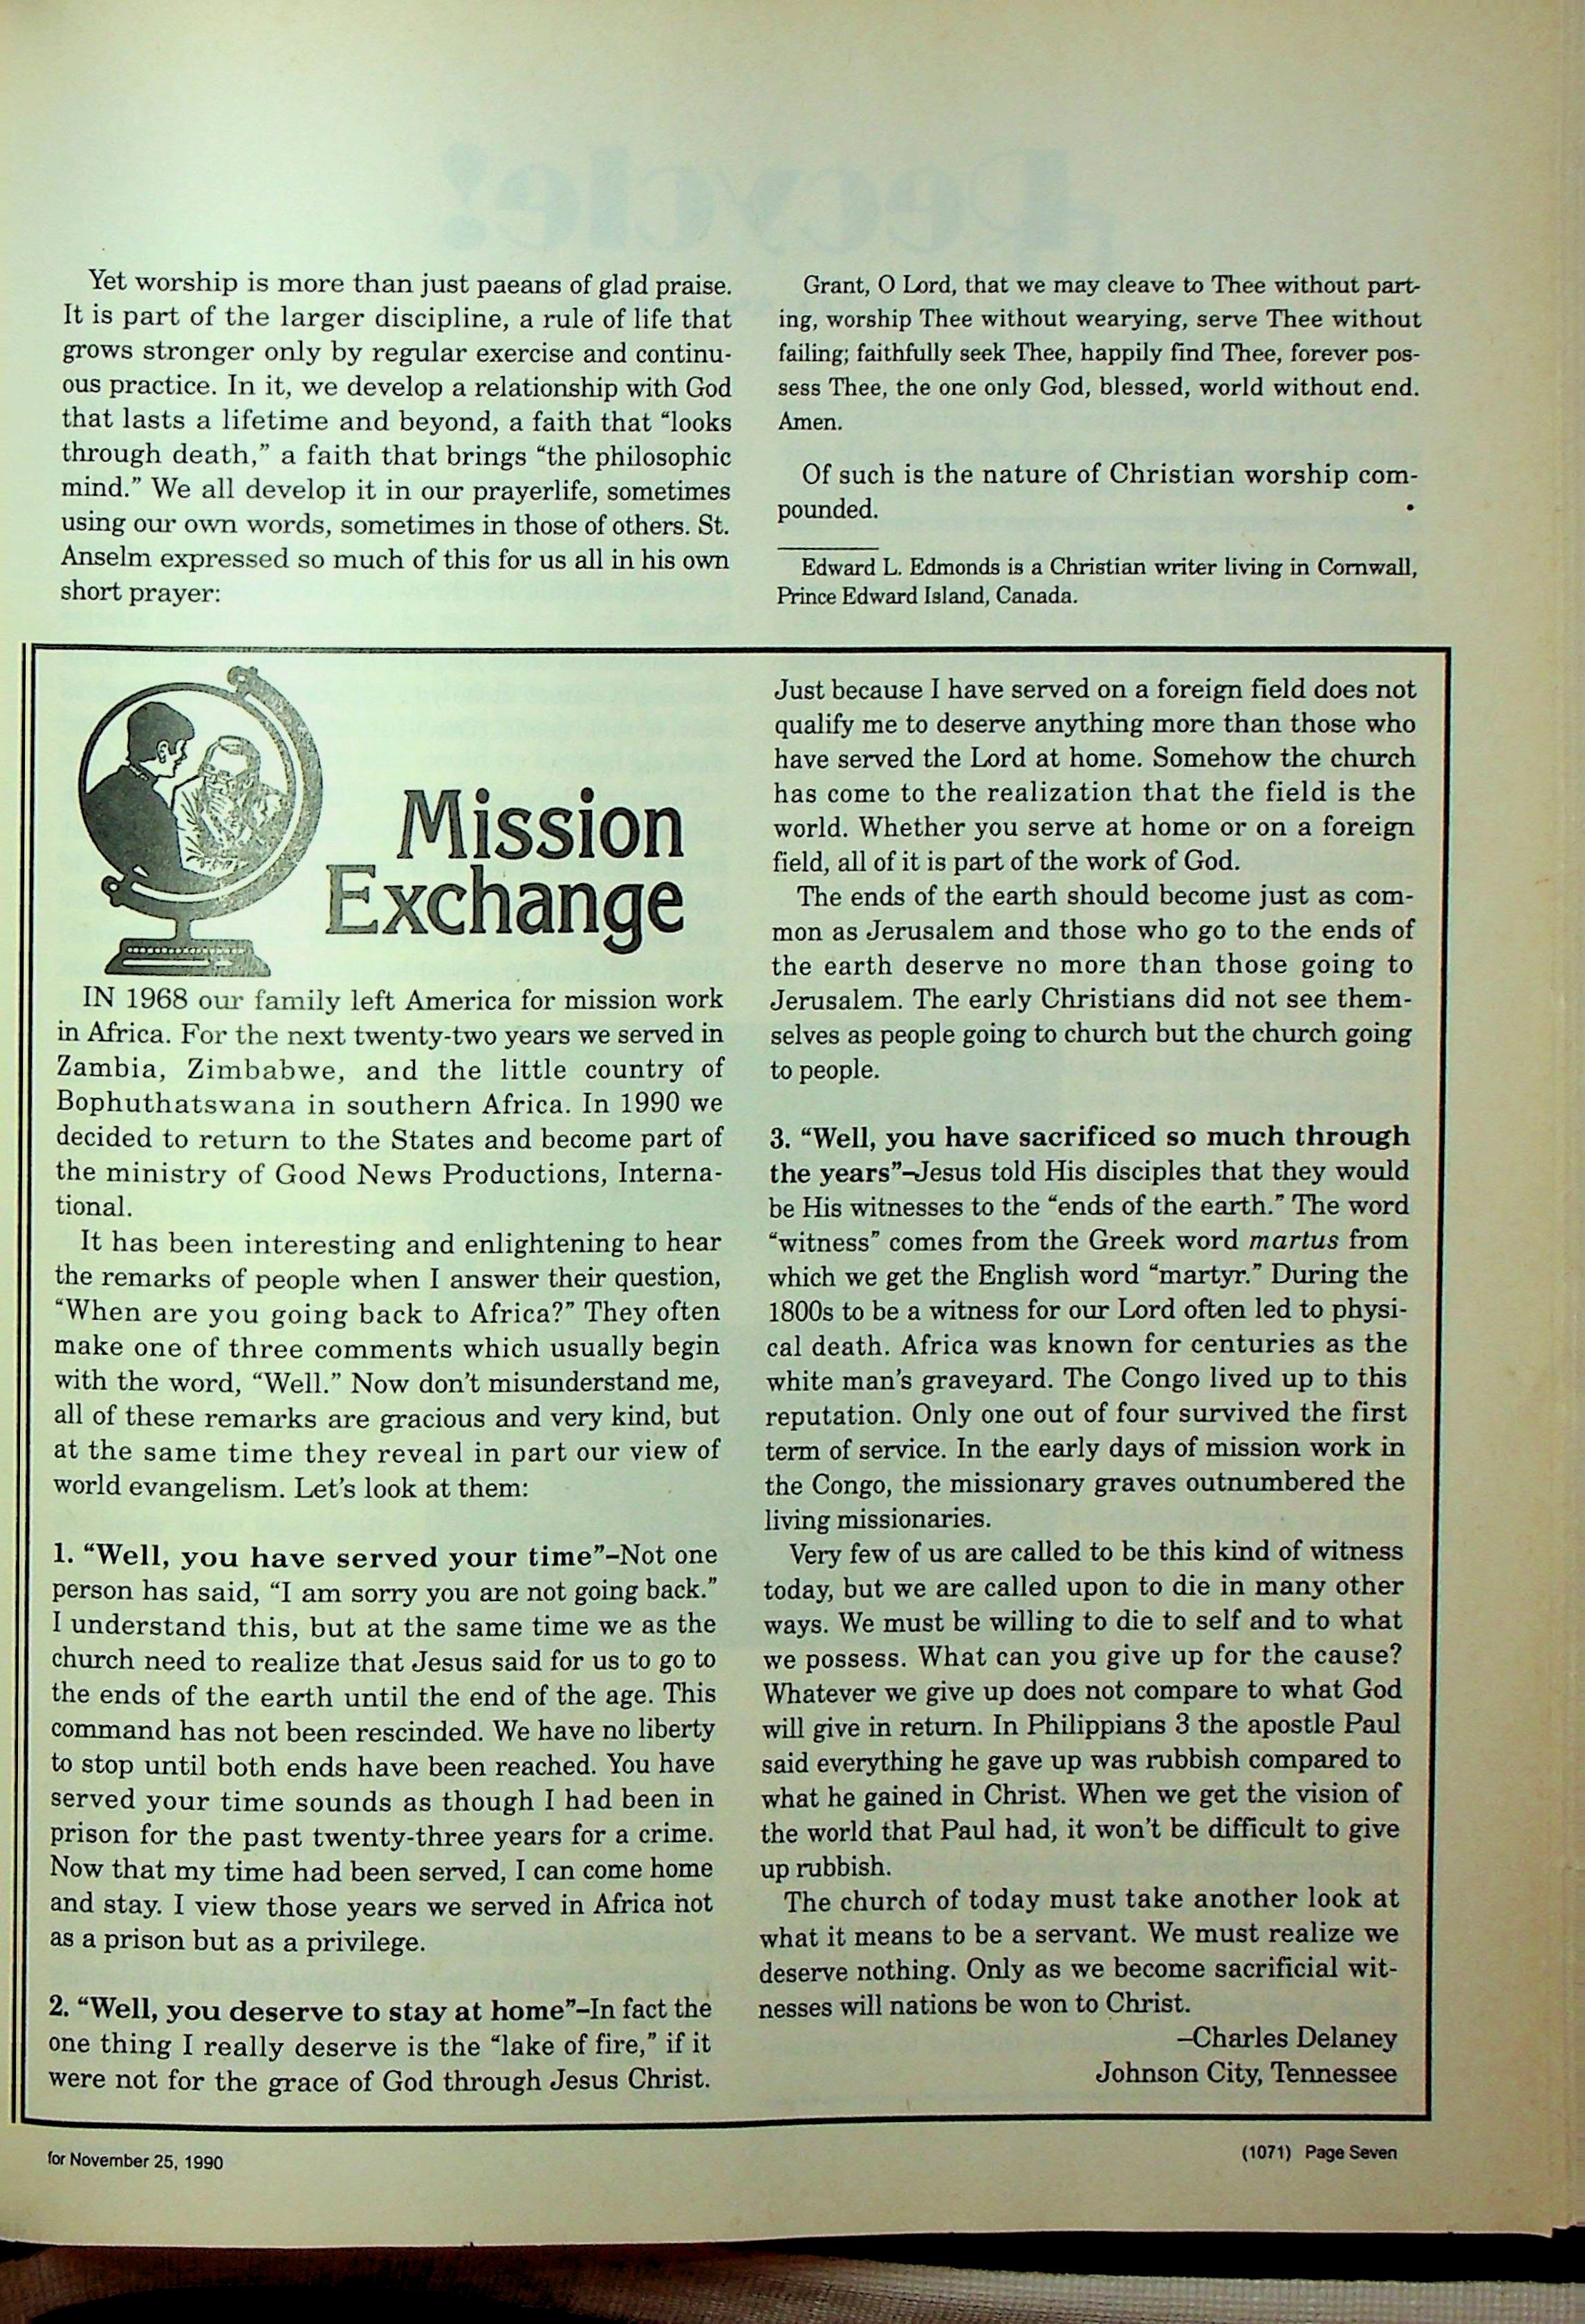 Yet worship is more than just paeans of glad praise.
It is part of the larger discipline, a rule of life that
grows stronger only by regular exercise and continu-
ous practice. In it, we develop a relationship with God
that lasts a lifetime and beyond, a faith that “looks
through death,” a faith that brings “the philosophic
mind.” We all develop it in our prayerlife, sometimes
using our own words, sometimes in those of others. St.
Anselm expressed so much of this for us all in his own
short prayer:
Grant, O Lord, that we may cleave to Thee without part-
ing, worship Thee without wearying, serve Thee without
failing; faithfully seek Thee, happily find Thee, forever pos-
sess Thee, the one only God, blessed, world without end.
Amen.
Of such is the nature of Christian worship com-
pounded. •
Edward L. Edmonds is a Christian writer living in Cornwall,
Prince Edward Island, Canada.
Mission
Exchange
IN 1968 our family left America for mission work
in Africa. For the next twenty-two years we served in
Zambia, Zimbabwe, and the little country of
Bophuthatswana in southern Africa. In 1990 we
decided to return to the States and become part of
the ministry of Good News Productions, Interna-
tional.
It has been interesting and enlightening to hear
the remarks of people when I answer their question,
“When are you going back to Africa?” They often
make one of three comments which usually begin
with the word, “Well.” Now don’t misunderstand me,
all of these remarks are gracious and very kind, but
at the same time they reveal in part our view of
world evangelism. Let’s look at them:
1. “Well, you have served your time”–Not one
person has said, “I am sorry you are not going back.”
I understand this, but at the same time we as the
church need to realize that Jesus said for us to go to
the ends of the earth until the end of the age. This
command has not been rescinded. We have no liberty
to stop until both ends have been reached. You have
served your time sounds as though I had been in
prison for the past twenty-three years for a crime.
Now that my time had been served, I can come home
and stay. I view those years we served in Africa not
as a prison but as a privilege.
2. “Well, you deserve to stay at home”–In fact the
one thing I really deserve is the “lake of fire,” if it
were not for the grace of God through Jesus Christ.
Just because I have served on a foreign field does not
qualify me to deserve anything more than those who
have served the Lord at home. Somehow the church
has come to the realization that the field is the
world. Whether you serve at home or on a foreign
field, all of it is part of the work of God.
The ends of the earth should become just as com-
mon as Jerusalem and those who go to the ends of
the earth deserve no more than those going to
Jerusalem. The early Christians did not see them-
selves as people going to church but the church going
to people.
3. “Well, you have sacrificed so much through
the years”–Jesus told His disciples that they would
be His witnesses to the “ends of the earth.” The word
“witness” comes from the Greek word martus from
which we get the English word “martyr.” During the
1800s to be a witness for our Lord often led to physi-
cal death. Africa was known for centuries as the
white man’s graveyard. The Congo lived up to this
reputation. Only one out of four survived the first
term of service. In the early days of mission work in
the Congo, the missionary graves outnumbered the
living missionaries.
Very few of us are called to be this kind of witness
today, but we are called upon to die in many other
ways. We must be willing to die to self and to what
we possess. What can you give up for the cause?
Whatever we give up does not compare to what God
will give in return. In Philippians 3 the apostle Paul
said everything he gave up was rubbish compared to
what he gained in Christ. When we get the vision of
the world that Paul had, it won’t be difficult to give
up rubbish.
The church of today must take another look at
what it means to be a servant. We must realize we
deserve nothing. Only as we become sacrificial wit-
nesses will nations be won to Christ.
–Charles Delaney
Johnson City, Tennessee
for November 25, 1990
(1071) Page Seven